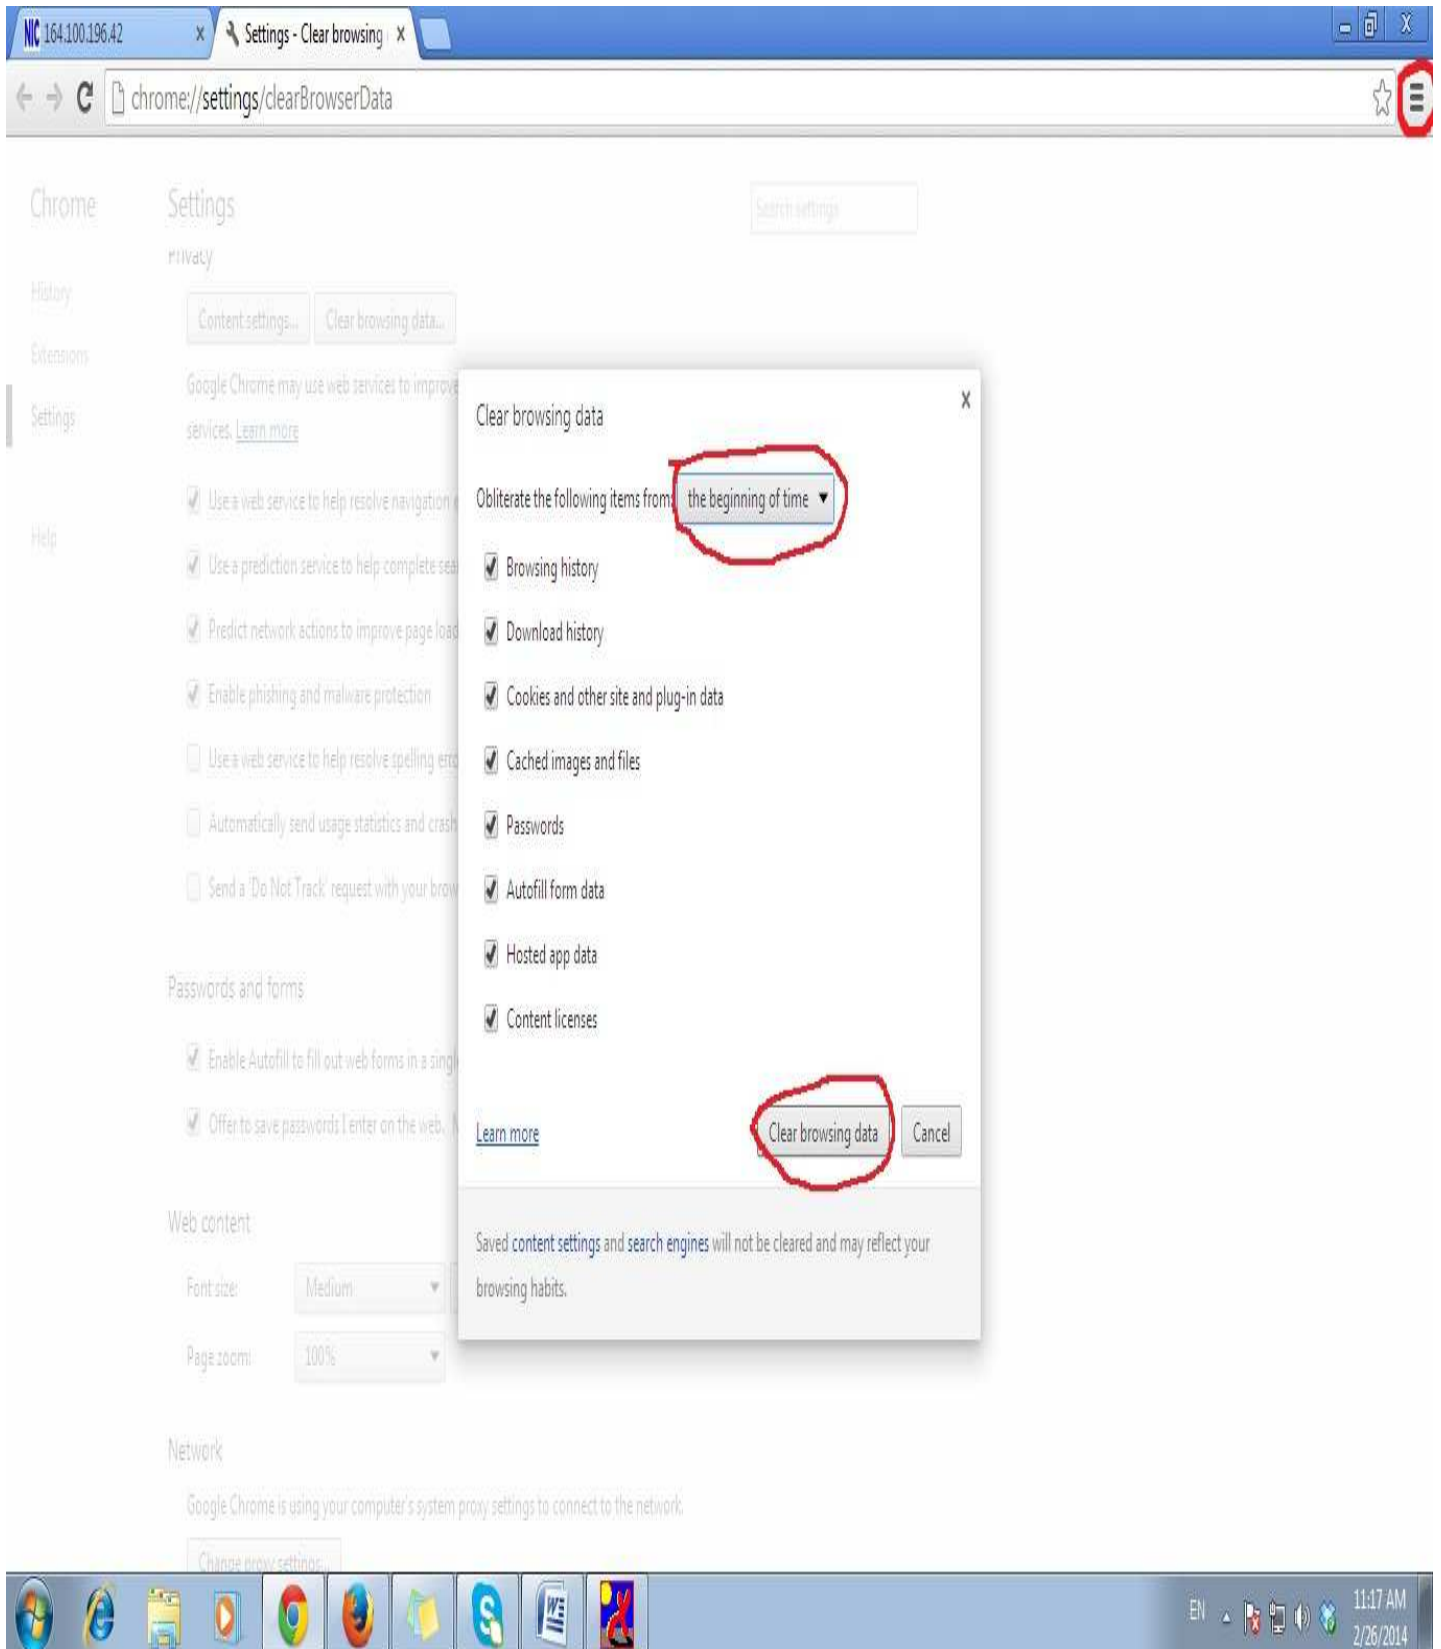 NIC 164.100.196.42 x Settings - Clear browsing x
chrome://settings/clearBrowserData
Chrome
Settings
Search settings
Privacy
History
Content settings... Clear browsing data...
Extensions
Google Chrome may use web services to improve
Settings
services. Learn more
Use a web service to help resolve navigation
Help
Use a prediction service to help complete sea
Predict network actions to improve page load
Enable phishing and malware protection
Use a web service to help resolve spelling erro
Automatically send usage statistics and crash
Send a 'Do Not Track' request with your brow
Passwords and forms
Enable Autofill to fill out web forms in a singl
Offer to save passwords I enter on the web.
Web content
Font size: Medium
Page zoom: 100%
Network
Google Chrome is using your computer's system proxy settings to connect to the network.
Change proxy settings...
Clear browsing data x
Obliterate the following items from: the beginning of time
Browsing history
Download history
Cookies and other site and plug-in data
Cached images and files
Passwords
Autofill form data
Hosted app data
Content licenses
Learn more Clear browsing data Cancel
Saved content settings and search engines will not be cleared and may reflect your
browsing habits.
EN
11:17 AM
2/26/2014